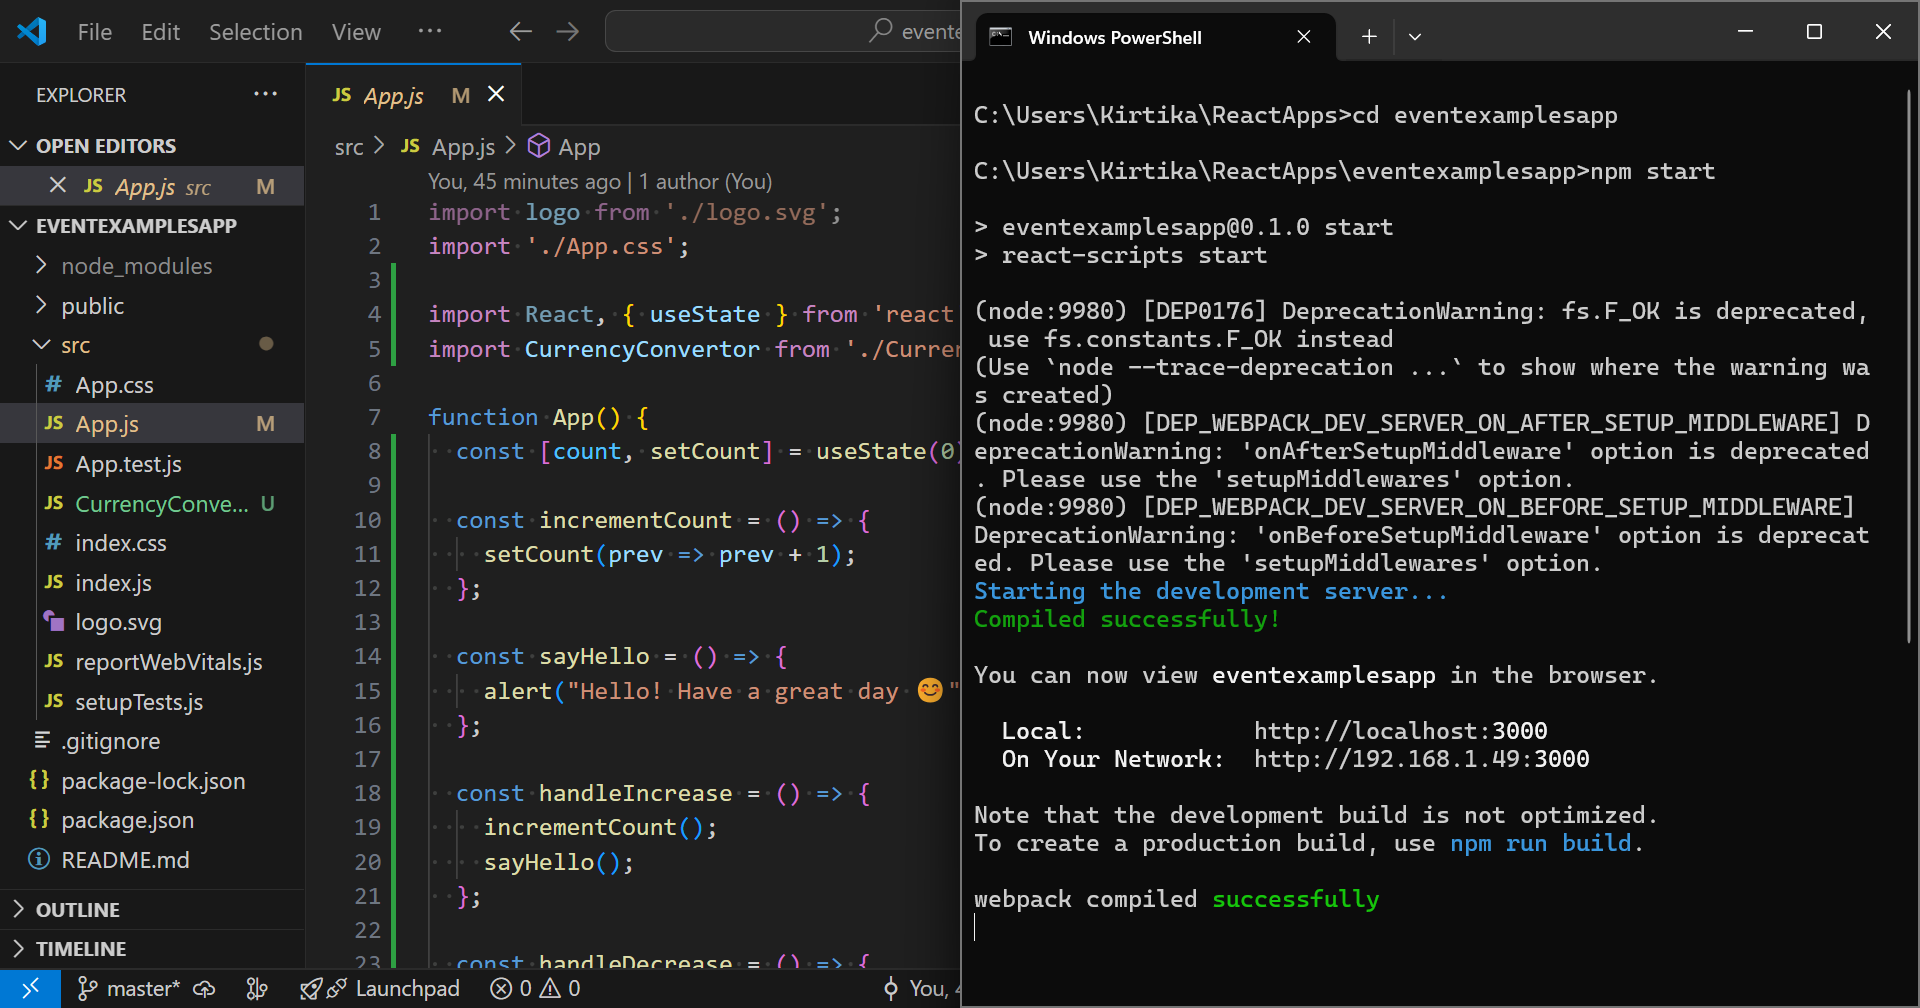 File Edit Selection View ···
evente
EXPLORER ···
OPEN EDITORS
JS App.js src M
EVENTEXAMPLESAPP
node_modules
public
src
# App.css
JS App.js M
JS App.test.js
JS CurrencyConve... U
# index.css
JS index.js
logo.svg
JS reportWebVitals.js
JS setupTests.js
.gitignore
{} package-lock.json
{} package.json
README.md
OUTLINE
TIMELINE
JS App.js M
src > JS App.js > App
You, 45 minutes ago | 1 author (You)
1 import logo from './logo.svg';
2 import './App.css';
3
4 import React, { useState } from 'react
5 import CurrencyConvertor from './Curren
6
7 function App() {
8 const [count, setCount] = useState(0)
9
10 const incrementCount = () => {
11 setCount(prev => prev + 1);
12 };
13
14 const sayHello = () => {
15 alert("Hello! Have a great day 😊"
16 };
17
18 const handleIncrease = () => {
19 incrementCount();
20 sayHello();
21 };
22
23 const handleDecrease = () => {
master* Launchpad 0 0 You, 4
Windows PowerShell
C:\Users\Kirtika\ReactApps>cd eventexamplesapp
C:\Users\Kirtika\ReactApps\eventexamplesapp>npm start
> eventexamplesapp@0.1.0 start
> react-scripts start
(node:9980) [DEP0176] DeprecationWarning: fs.F_OK is deprecated,
use fs.constants.F_OK instead
(Use `node --trace-deprecation ...` to show where the warning wa
s created)
(node:9980) [DEP_WEBPACK_DEV_SERVER_ON_AFTER_SETUP_MIDDLEWARE] D
eprecationWarning: 'onAfterSetupMiddleware' option is deprecated
. Please use the 'setupMiddlewares' option.
(node:9980) [DEP_WEBPACK_DEV_SERVER_ON_BEFORE_SETUP_MIDDLEWARE]
DeprecationWarning: 'onBeforeSetupMiddleware' option is deprecat
ed. Please use the 'setupMiddlewares' option.
Starting the development server...
Compiled successfully!
You can now view eventexamplesapp in the browser.
Local: http://localhost:3000
On Your Network: http://192.168.1.49:3000
Note that the development build is not optimized.
To create a production build, use npm run build.
webpack compiled successfully